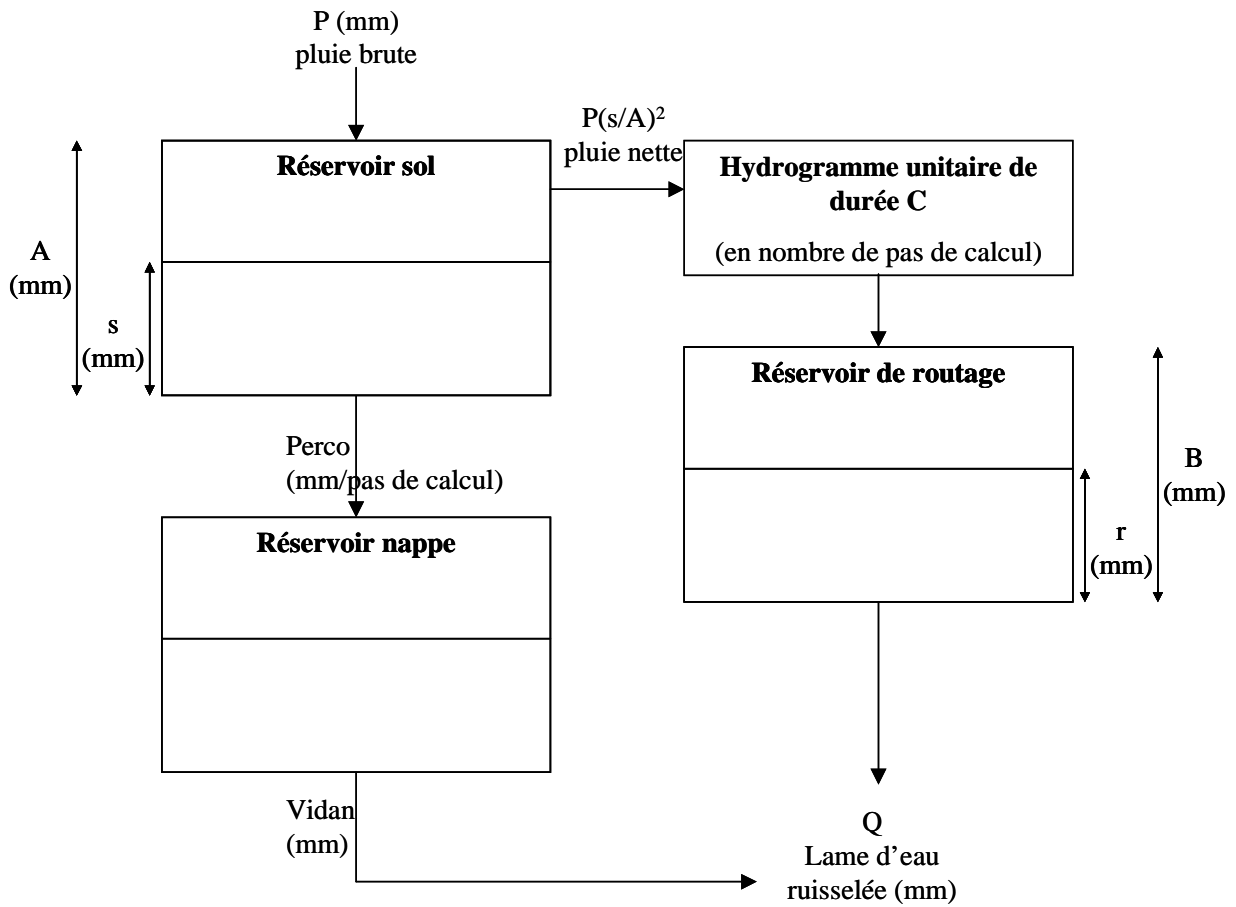 P (mm)
pluie brute
P(s/A)²
pluie nette
Réservoir sol
Hydrogramme unitaire de
durée C
(en nombre de pas de calcul)
A
(mm)
s
(mm)
Réservoir de routage
Perco
(mm/pas de calcul)
B
(mm)
r
(mm)
Réservoir nappe
Vidan
(mm)
Q
Lame d’eau
ruisselée (mm)